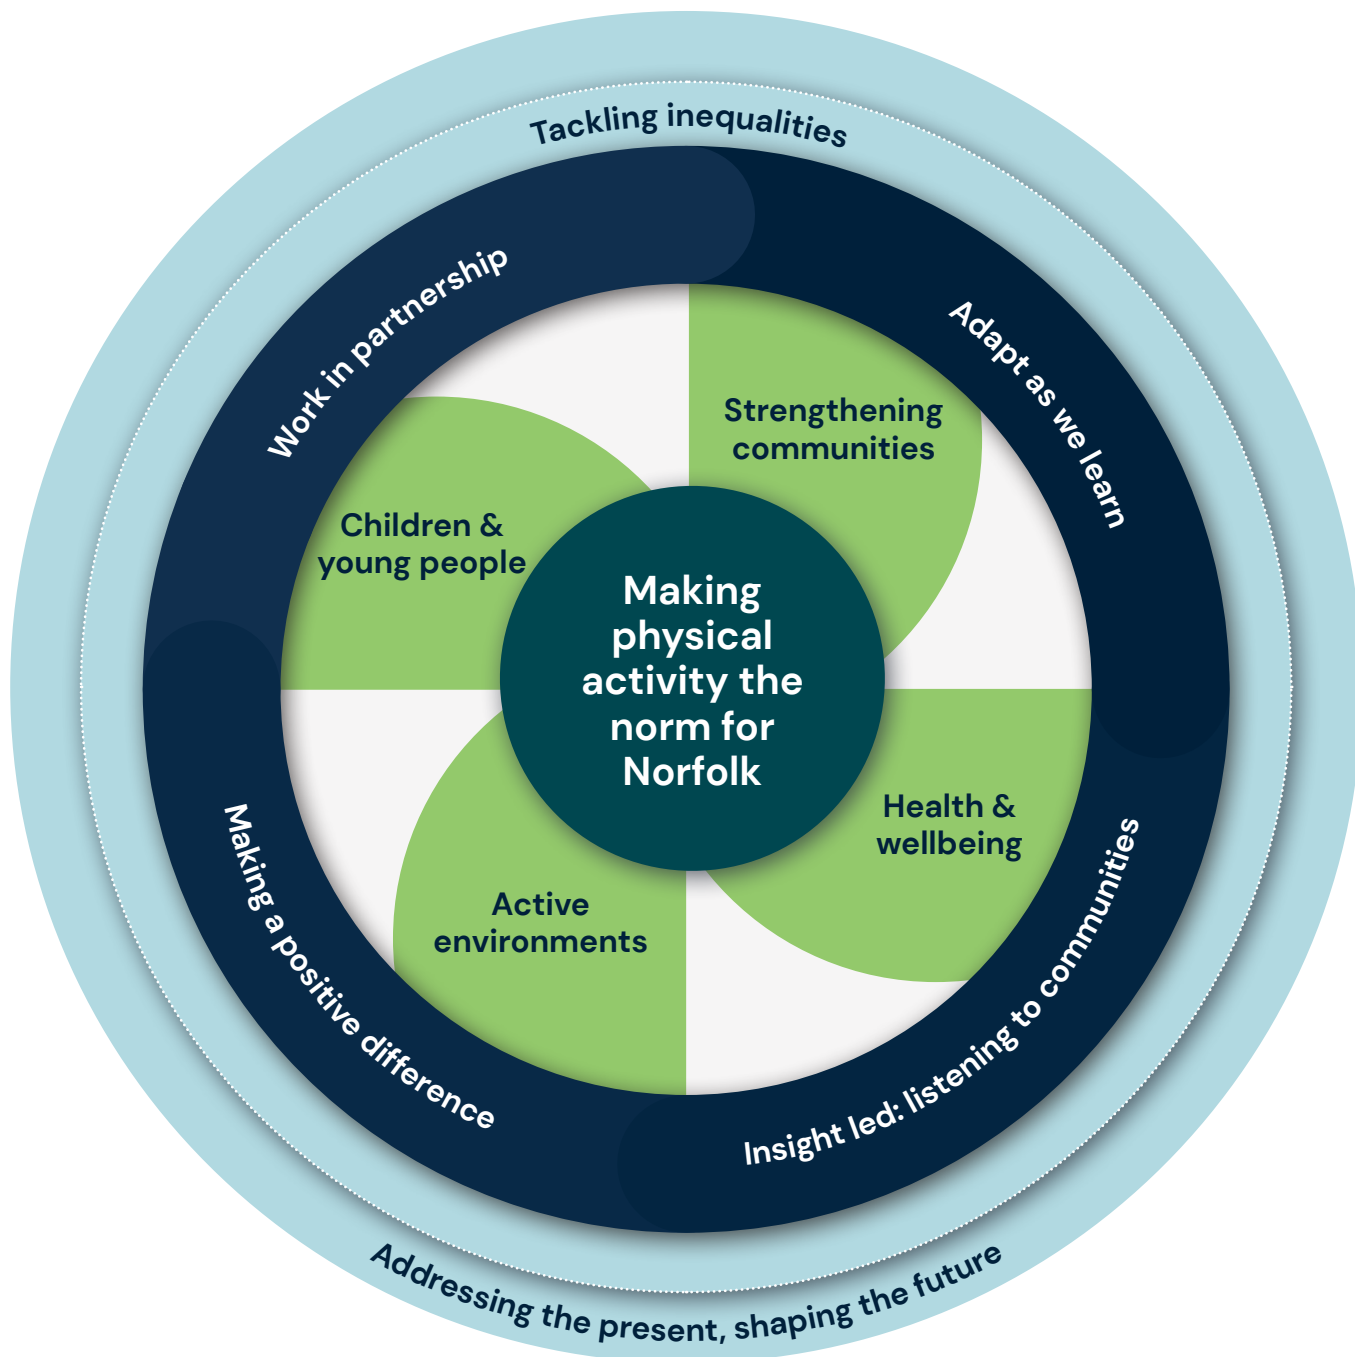 Tackling inequalities
Work in partnership
Adapt as we learn
Strengthening
communities
Children &
young people
Making
physical
activity the
norm for
Norfolk
Health &
wellbeing
Active
environments
Making a positive difference
Insight led: listening to communities
Addressing the present, shaping the future